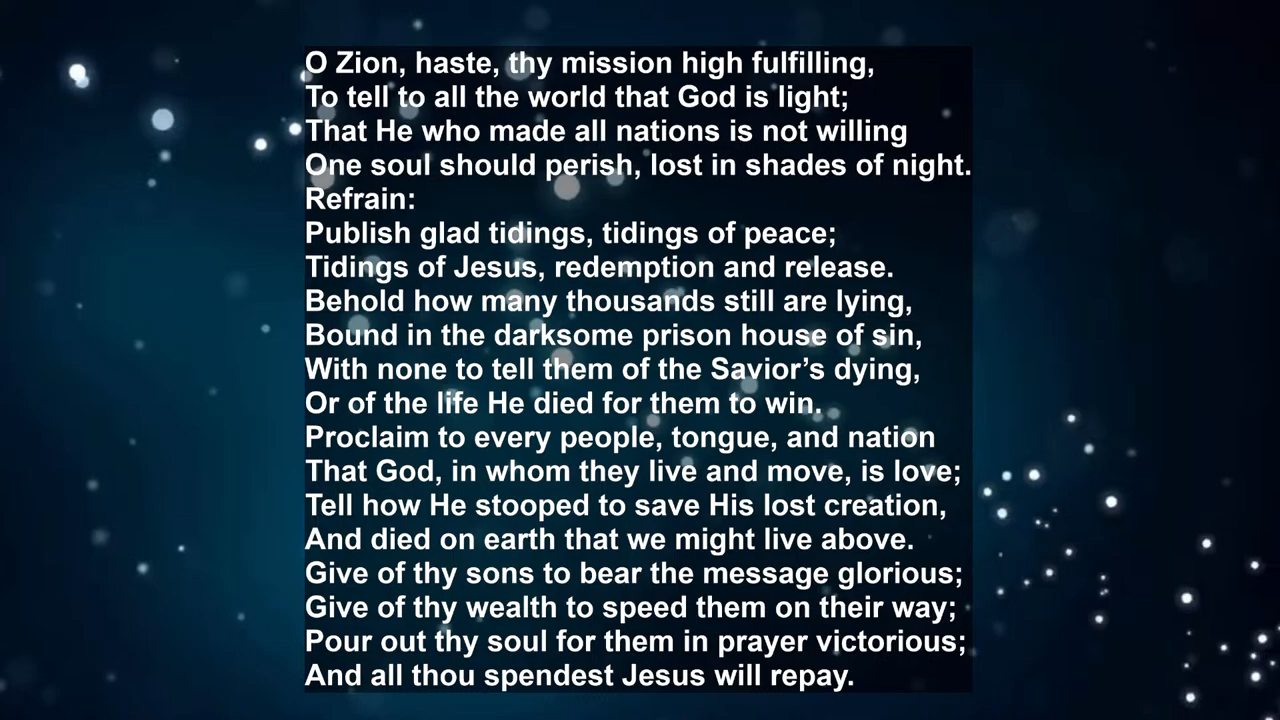 O Zion, haste, thy mission high fulfilling,
To tell to all the world that God is light;
That He who made all nations is not willing
One soul should perish, lost in shades of night.
Refrain:
Publish glad tidings, tidings of peace;
Tidings of Jesus, redemption and release.
Behold how many thousands still are lying,
Bound in the darksome prison house of sin,
With none to tell them of the Savior’s dying,
Or of the life He died for them to win.
Proclaim to every people, tongue, and nation
That God, in whom they live and move, is love;
Tell how He stooped to save His lost creation,
And died on earth that we might live above.
Give of thy sons to bear the message glorious;
Give of thy wealth to speed them on their way;
Pour out thy soul for them in prayer victorious;
And all thou spendest Jesus will repay.